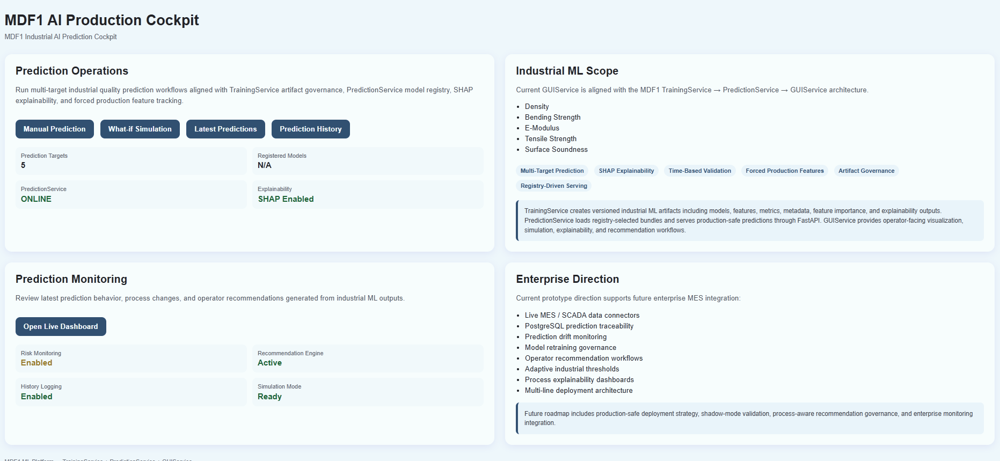 MDF1 AI Production Cockpit
MDF1 Industrial AI Prediction Cockpit
Prediction Operations
Run multi-target industrial quality prediction workflows aligned with TrainingService artifact governance, PredictionService model registry, SHAP
explainability, and forced production feature tracking.
Manual Prediction
What-if Simulation
Latest Predictions
Prediction History
Prediction Targets
5
Registered Models
N/A
PredictionService
ONLINE
Explainability
SHAP Enabled
Industrial ML Scope
Current GUIService is aligned with the MDF1 TrainingService → PredictionService → GUIService architecture.
• Density
• Bending Strength
• E-Modulus
• Tensile Strength
• Surface Soundness
Multi-Target Prediction
SHAP Explainability
Time-Based Validation
Forced Production Features
Artifact Governance
Registry-Driven Serving
TrainingService creates versioned industrial ML artifacts including models, features, metrics, metadata, feature importance, and explainability outputs.
PredictionService loads registry-selected bundles and serves production-safe predictions through FastAPI. GUIService provides operator-facing visualization,
simulation, explainability, and recommendation workflows.
Prediction Monitoring
Review latest prediction behavior, process changes, and operator recommendations generated from industrial ML outputs.
Open Live Dashboard
Risk Monitoring
Enabled
Recommendation Engine
Active
History Logging
Enabled
Simulation Mode
Ready
Enterprise Direction
Current prototype direction supports future enterprise MES integration:
• Live MES / SCADA data connectors
• PostgreSQL prediction traceability
• Prediction drift monitoring
• Model retraining governance
• Operator recommendation workflows
• Adaptive industrial thresholds
• Process explainability dashboards
• Multi-line deployment architecture
Future roadmap includes production-safe deployment strategy, shadow-mode validation, process-aware recommendation governance, and enterprise monitoring
integration.
MDF1 ML Platform TrainingService PredictionService GUIService